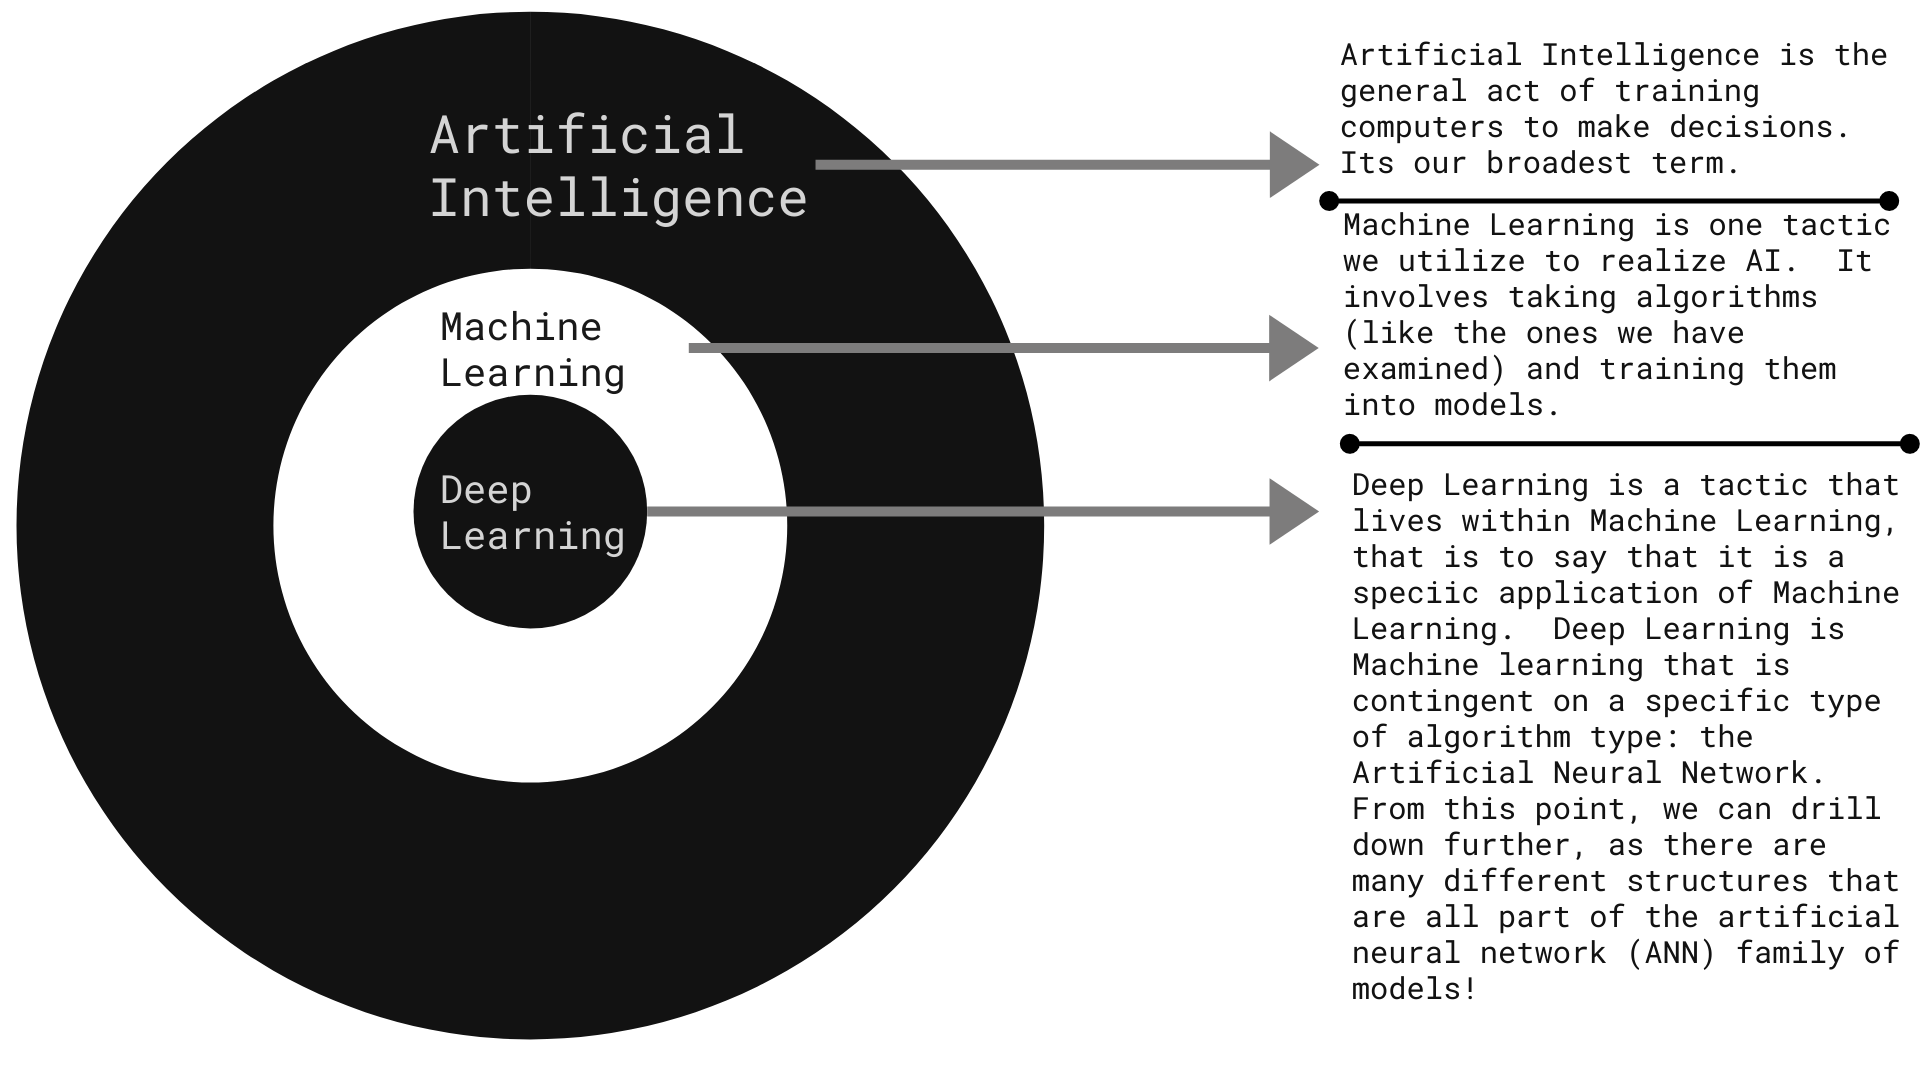 Artificial
Intelligence
Machine
Learning
Deep
Learning
Artificial Intelligence is the
general act of training
computers to make decisions.
Its our broadest term.
Machine Learning is one tactic
we utilize to realize AI.  It
involves taking algorithms
(like the ones we have
examined) and training them
into models.
Deep Learning is a tactic that
lives within Machine Learning,
that is to say that it is a
speciic application of Machine
Learning.  Deep Learning is
Machine learning that is
contingent on a specific type
of algorithm type: the
Artificial Neural Network.
From this point, we can drill
down further, as there are
many different structures that
are all part of the artificial
neural network (ANN) family of
models!